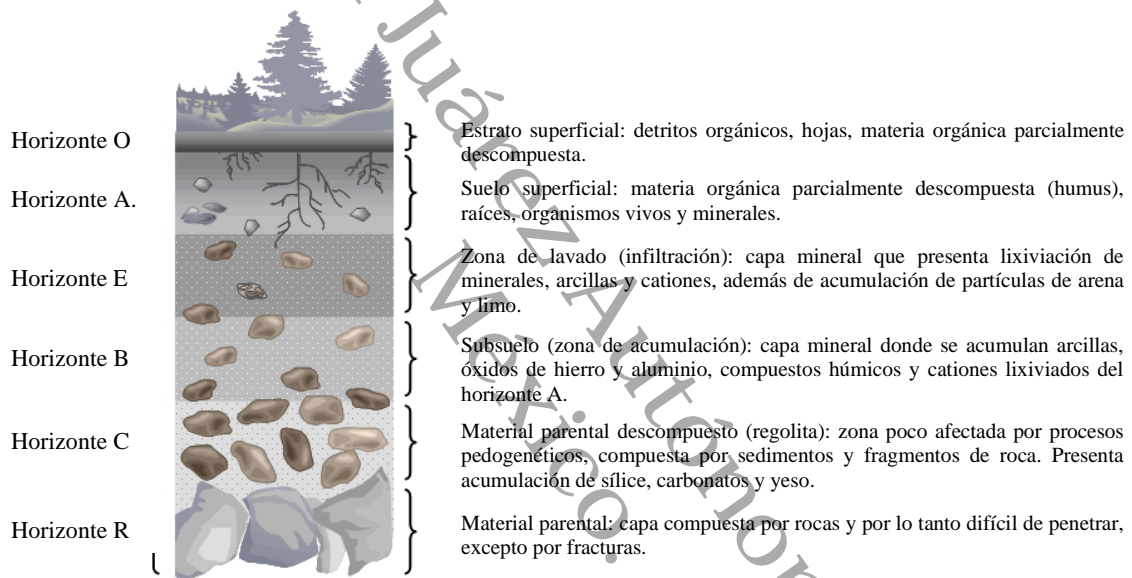 Juárez Autónom
México.
Horizonte O
Estrato superficial: detritos orgánicos, hojas, materia orgánica parcialmente
descompuesta.
Horizonte A.
Suelo superficial: materia orgánica parcialmente descompuesta (humus),
raíces, organismos vivos y minerales.
Horizonte E
Zona de lavado (infiltración): capa mineral que presenta lixiviación de
minerales, arcillas y cationes, además de acumulación de partículas de arena
y limo.
Horizonte B
Subsuelo (zona de acumulación): capa mineral donde se acumulan arcillas,
óxidos de hierro y aluminio, compuestos húmicos y cationes lixiviados del
horizonte A.
Horizonte C
Material parental descompuesto (regolita): zona poco afectada por procesos
pedogenéticos, compuesta por sedimentos y fragmentos de roca. Presenta
acumulación de sílice, carbonatos y yeso.
Horizonte R
Material parental: capa compuesta por rocas y por lo tanto difícil de penetrar,
excepto por fracturas.